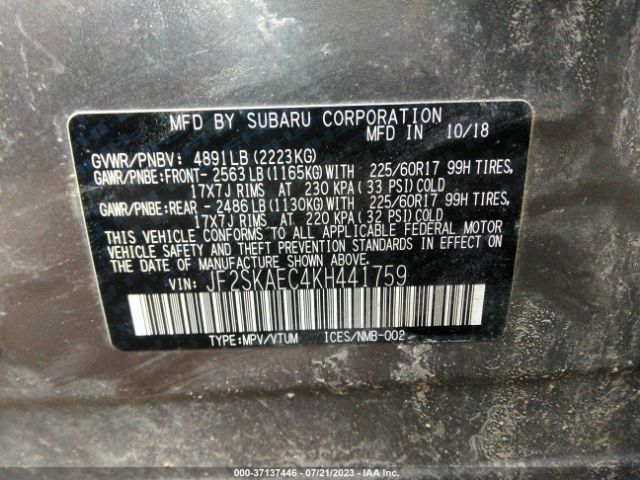 MFD BY SUBARU CORPORATION
MFD IN 10/18
GVWR/PNBV: 4891LB (2223KG)
GAWR/PNBE:FRONT- 2563LB(1165KG)WITH 225/60R17 99H TIRES,
17X7J RIMS AT 230 KPA(33 PSI)COLD
GAWR/PNBE:REAR - 2486LB(1130KG)WITH 225/60R17 99H TIRES,
17X7J RIMS AT 220 KPA(32 PSI)COLD
THIS VEHICLE CONFORMS TO ALL APPLICABLE FEDERAL MOTOR
VEHICLE SAFETY AND THEFT PREVENTION STANDARDS IN EFFECT
ON THE DATE OF MANUFACTURE SHOWN ABOVE.
VIN: JF2SKAEC4KH441759
TYPE:MPV/VTUM ICES/NMB-002
000-37137446 - 07/21/2023 - IAA Inc.